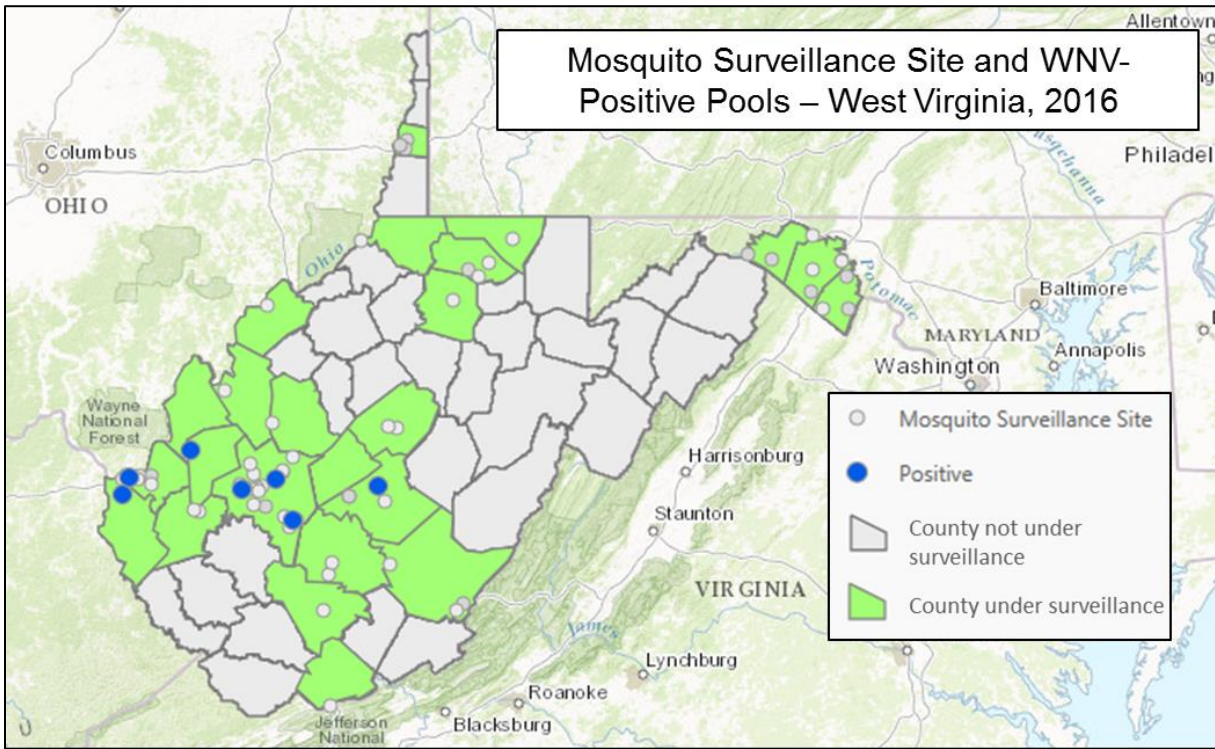 Mosquito Surveillance Site and WNV-
Positive Pools – West Virginia, 2016
Allentown
Columbus
OHIO
Ohio
Philadel
Potomac
Baltimore
MARYLAND
Annapolis
Washington
Wayne
National
Forest
Harrisonburg
Staunton
VIRGINIA
James
Lynchburg
Roanoke
Blacksburg
Jefferson
National
Mosquito Surveillance Site
Positive
County not under
surveillance
County under surveillance